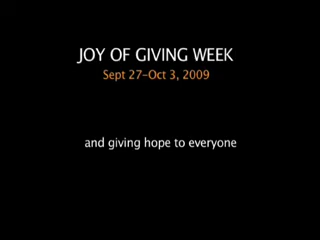 JOY OF GIVING WEEK
Sept 27-Oct 3, 2009
and giving hope to everyone